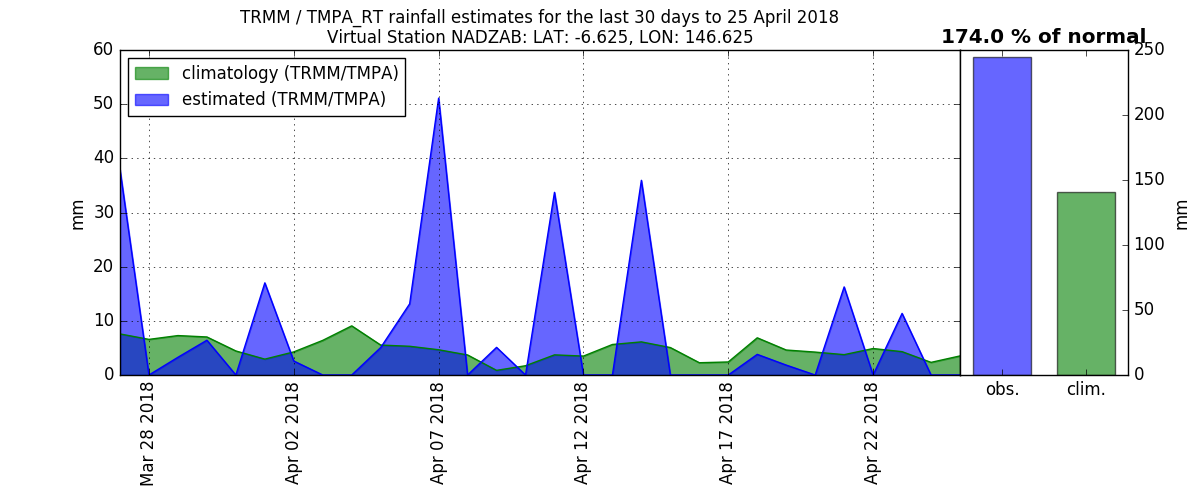 TRMM / TMPA_RT rainfall estimates for the last 30 days to 25 April 2018
Virtual Station NADZAB: LAT: -6.625, LON: 146.625
174.0 % of normal
climatology (TRMM/TMPA)
estimated (TRMM/TMPA)
60
50
40
30
20
10
0
mm
Mar 28 2018
Apr 02 2018
Apr 07 2018
Apr 12 2018
Apr 17 2018
Apr 22 2018
obs.
clim.
250
200
150
100
50
0
mm